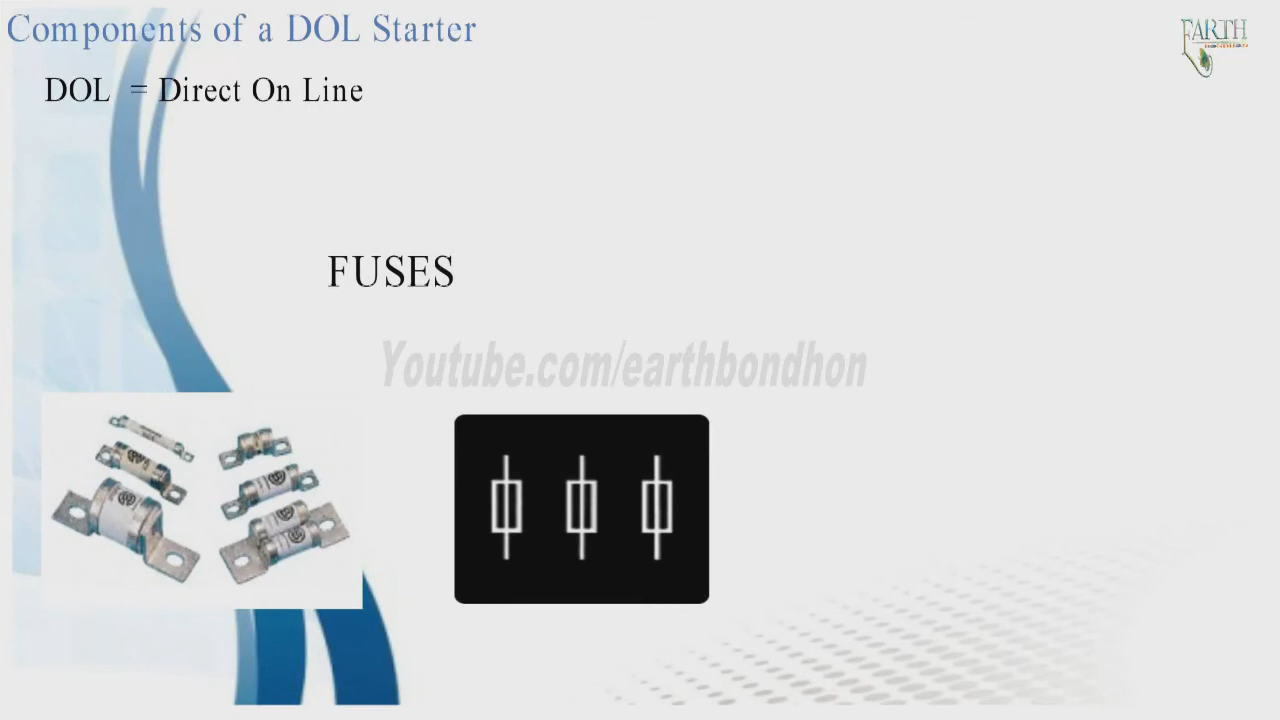 Components of a DOL Starter
EARTH
DOL = Direct On Line
FUSES
Youtube.com/earthbondhon